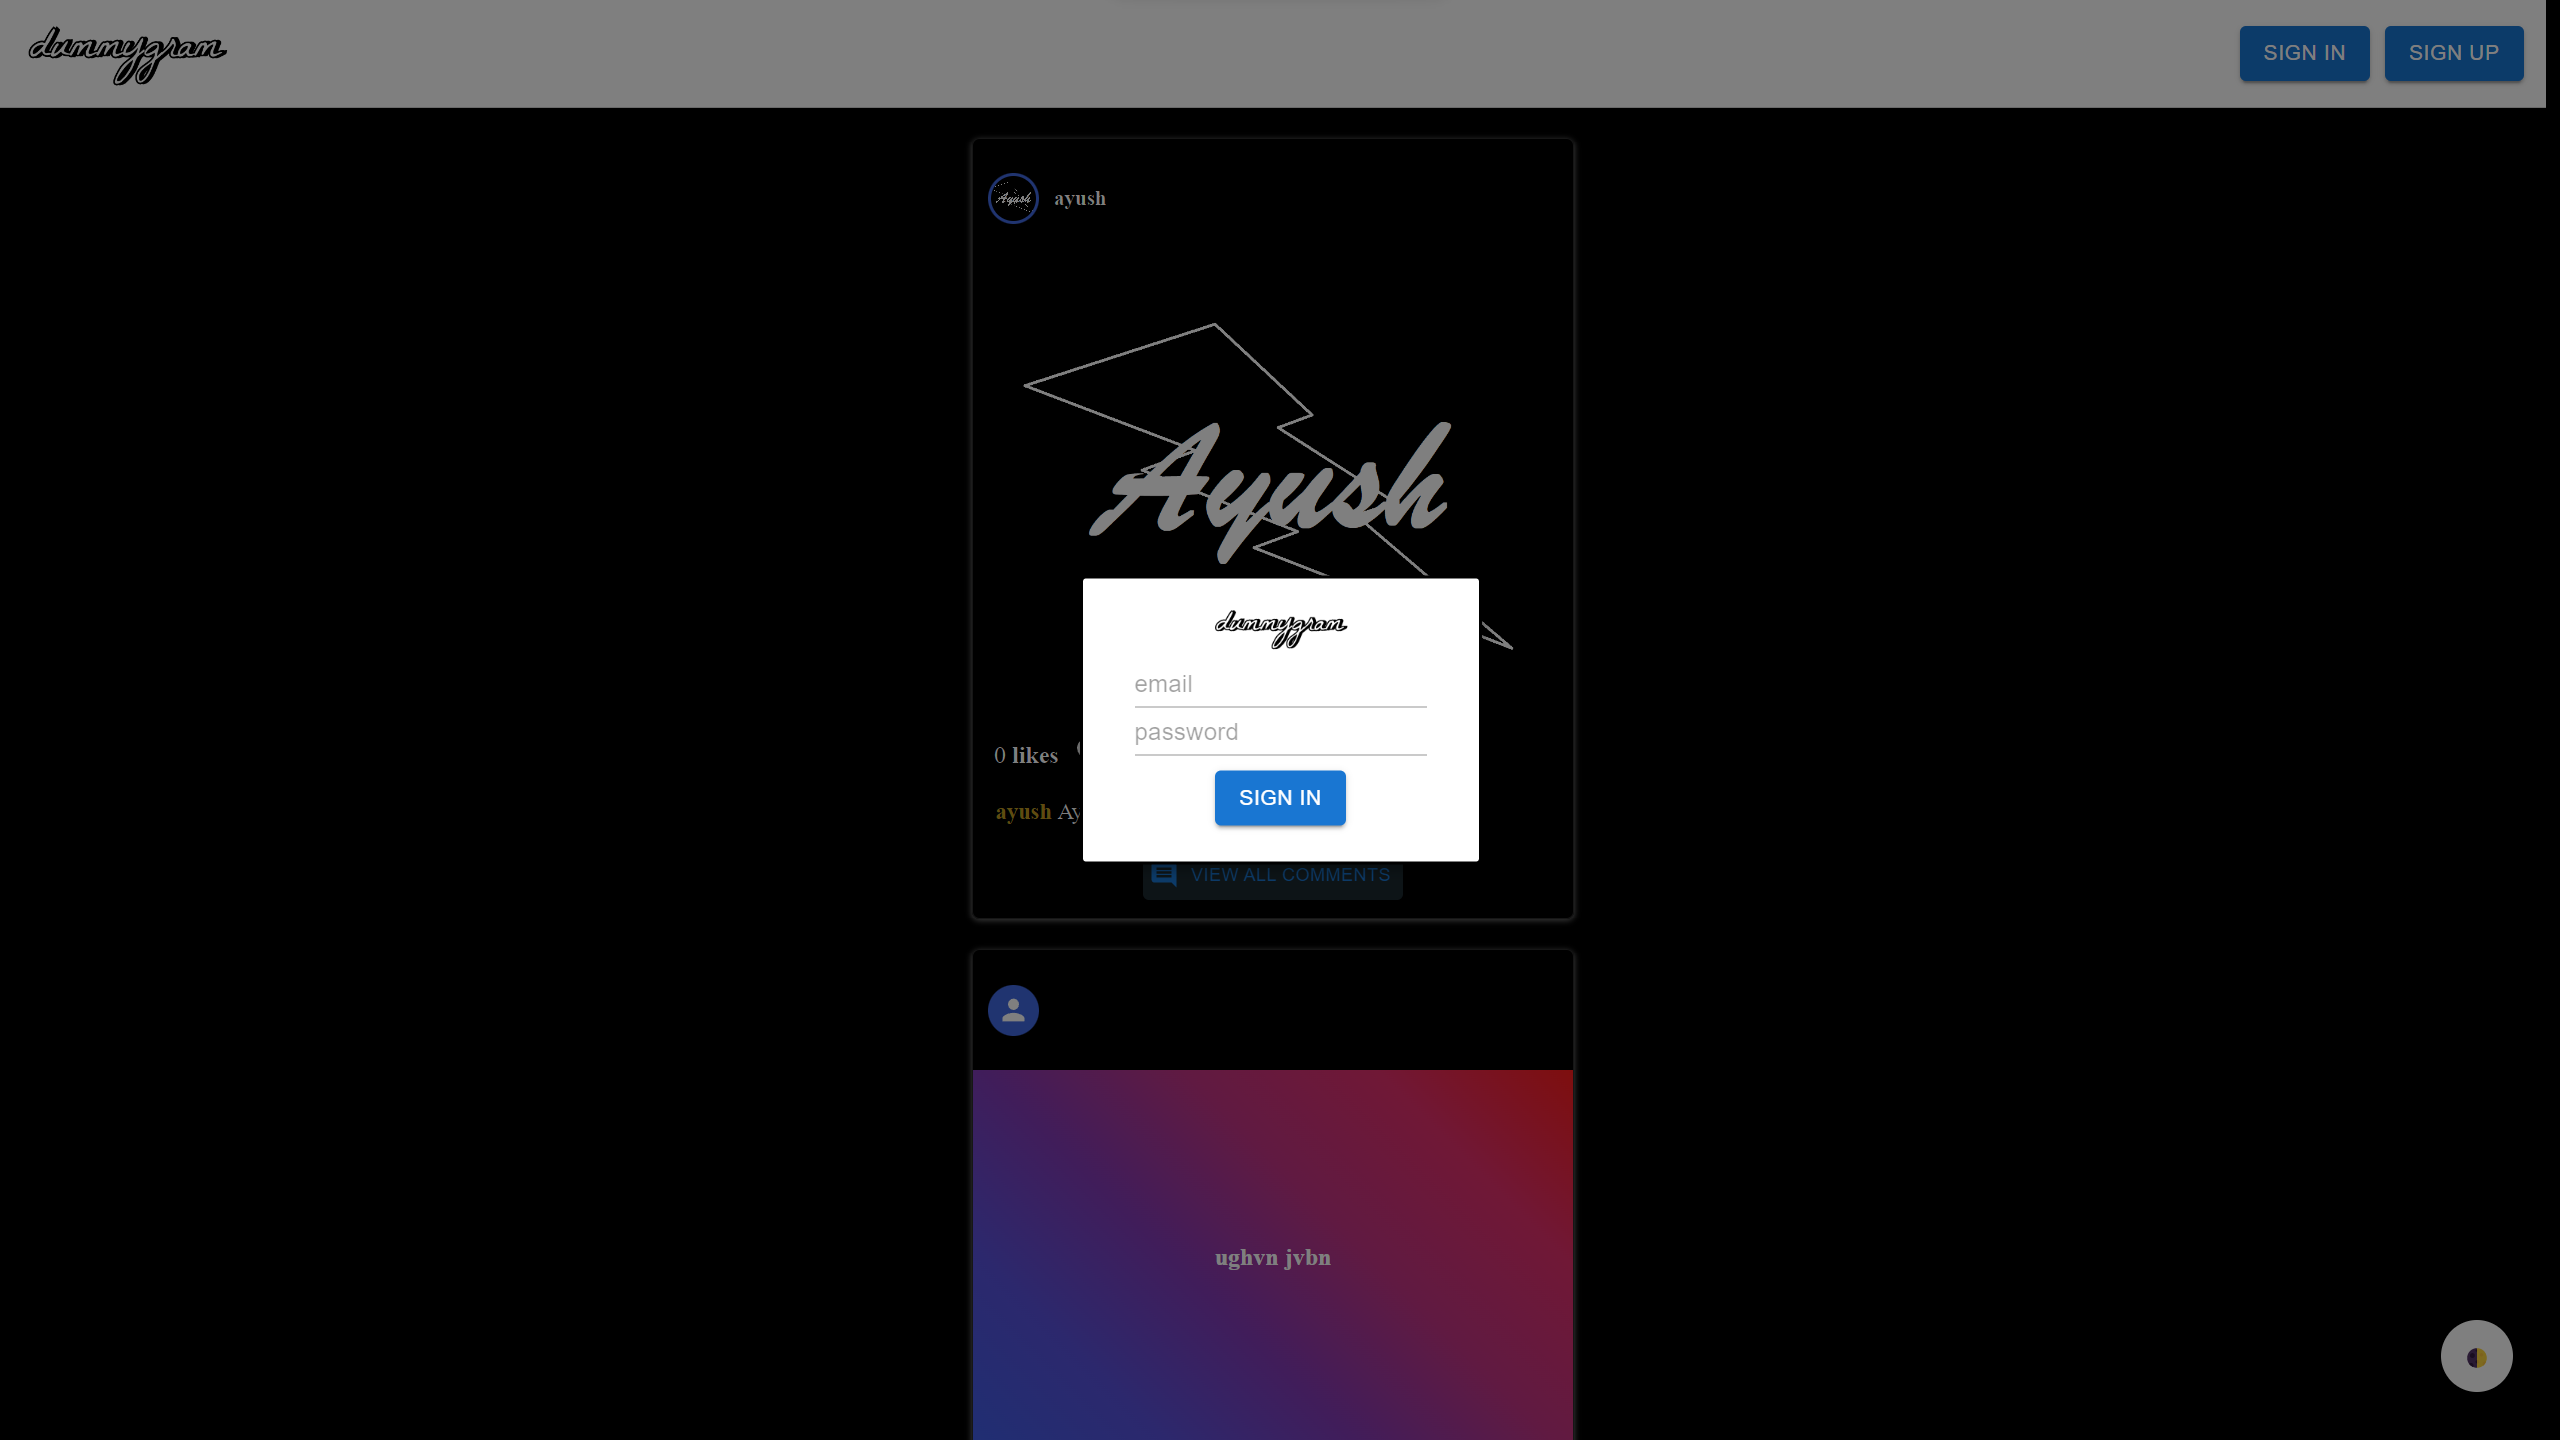 dummygram
SIGN IN
SIGN UP
Ayush
ayush
Ayush
dummygram
email
password
SIGN IN
0 likes
ayush Ay
VIEW ALL COMMENTS
ughvn jvbn